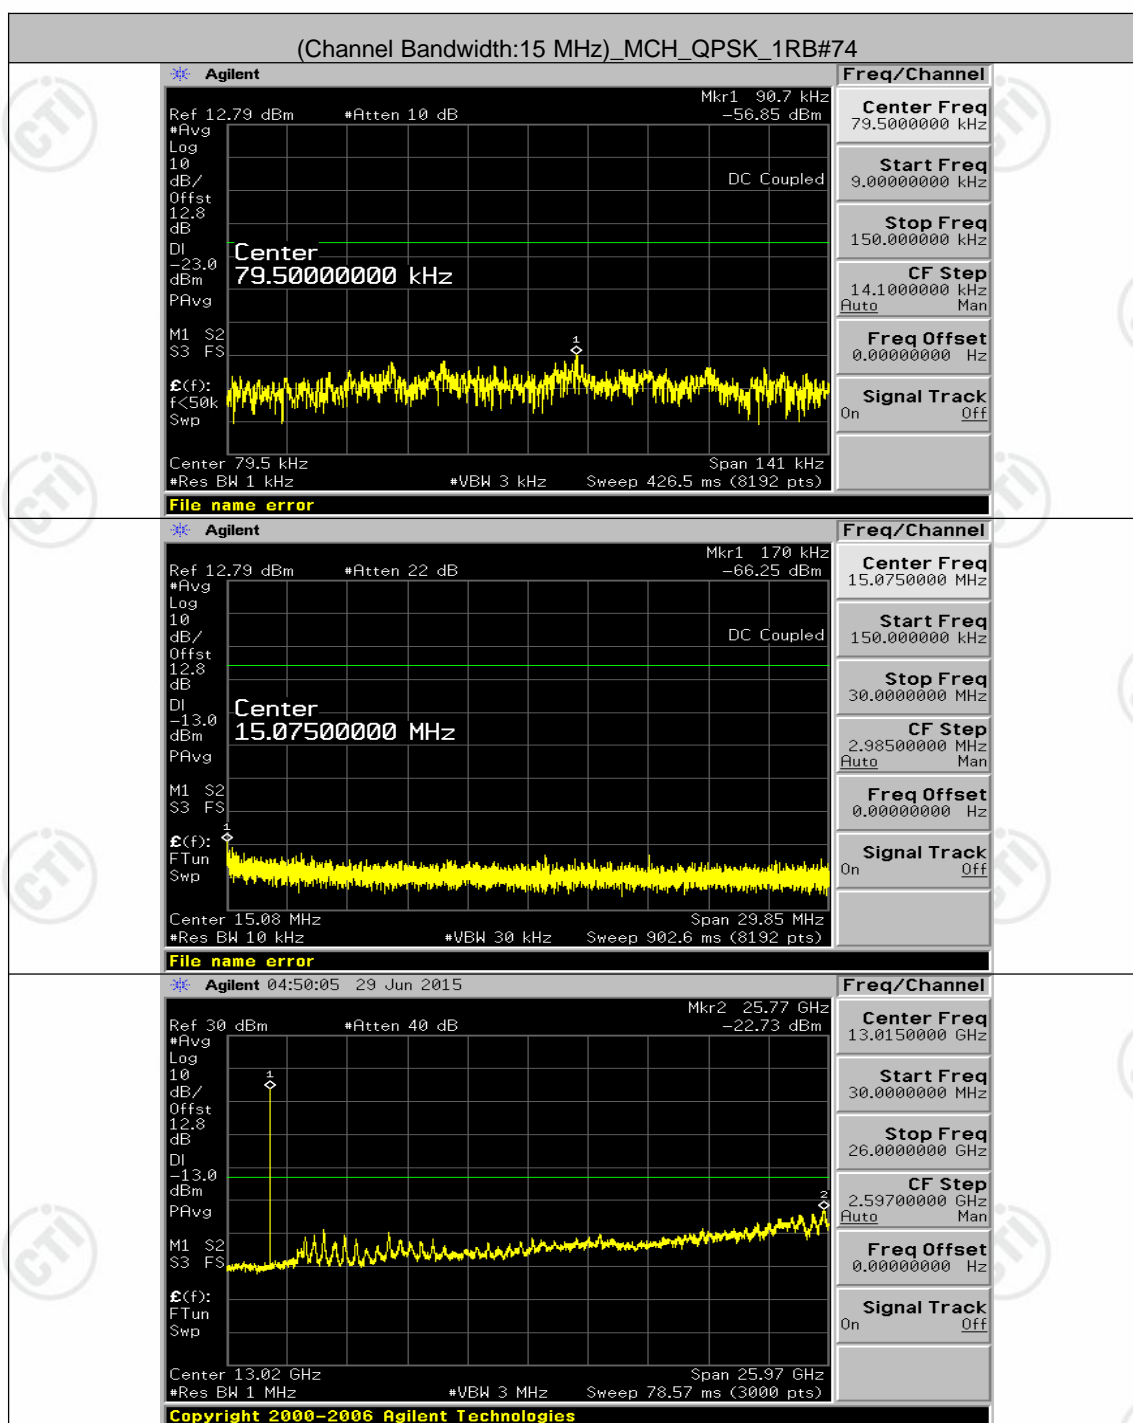 (Channel Bandwidth:15 MHz)_MCH_QPSK_1RB#74
Agilent
Freq/Channel
Mkr1 90.7 kHz
Ref 12.79 dBm #Atten 10 dB -56.85 dBm
#Avg
Log
10
dB/
Offst
12.8
dB
DI
-23.0
dBm
PAvg
M1 S2
S3 FS
£(f):
f<50k
Swp
DC Coupled
Center
79.50000000 kHz
1
Center 79.5 kHz Span 141 kHz
#Res BW 1 kHz #VBW 3 kHz Sweep 426.5 ms (8192 pts)
File name error
Center Freq
79.5000000 kHz
Start Freq
9.00000000 kHz
Stop Freq
150.000000 kHz
CF Step
14.1000000 kHz
Auto Man
Freq Offset
0.00000000 Hz
Signal Track
On Off
Agilent
Freq/Channel
Mkr1 170 kHz
Ref 12.79 dBm #Atten 22 dB -66.25 dBm
#Avg
Log
10
dB/
Offst
12.8
dB
DI
-13.0
dBm
PAvg
M1 S2
S3 FS
£(f):
FTun
Swp
DC Coupled
Center
15.07500000 MHz
1
Center 15.08 MHz Span 29.85 MHz
#Res BW 10 kHz #VBW 30 kHz Sweep 902.6 ms (8192 pts)
File name error
Center Freq
15.0750000 MHz
Start Freq
150.000000 kHz
Stop Freq
30.0000000 MHz
CF Step
2.98500000 MHz
Auto Man
Freq Offset
0.00000000 Hz
Signal Track
On Off
Agilent 04:50:05 29 Jun 2015
Freq/Channel
Mkr2 25.77 GHz
Ref 30 dBm #Atten 40 dB -22.73 dBm
#Avg
Log
10
dB/
Offst
12.8
dB
DI
-13.0
dBm
PAvg
M1 S2
S3 FS
£(f):
FTun
Swp
1
2
Center 13.02 GHz Span 25.97 GHz
#Res BW 1 MHz #VBW 3 MHz Sweep 78.57 ms (3000 pts)
Copyright 2000-2006 Agilent Technologies
Center Freq
13.0150000 GHz
Start Freq
30.0000000 MHz
Stop Freq
26.0000000 GHz
CF Step
2.59700000 GHz
Auto Man
Freq Offset
0.00000000 Hz
Signal Track
On Off
CTI
CTI
CTI
CTI
CTI
CTI
CTI
CTI